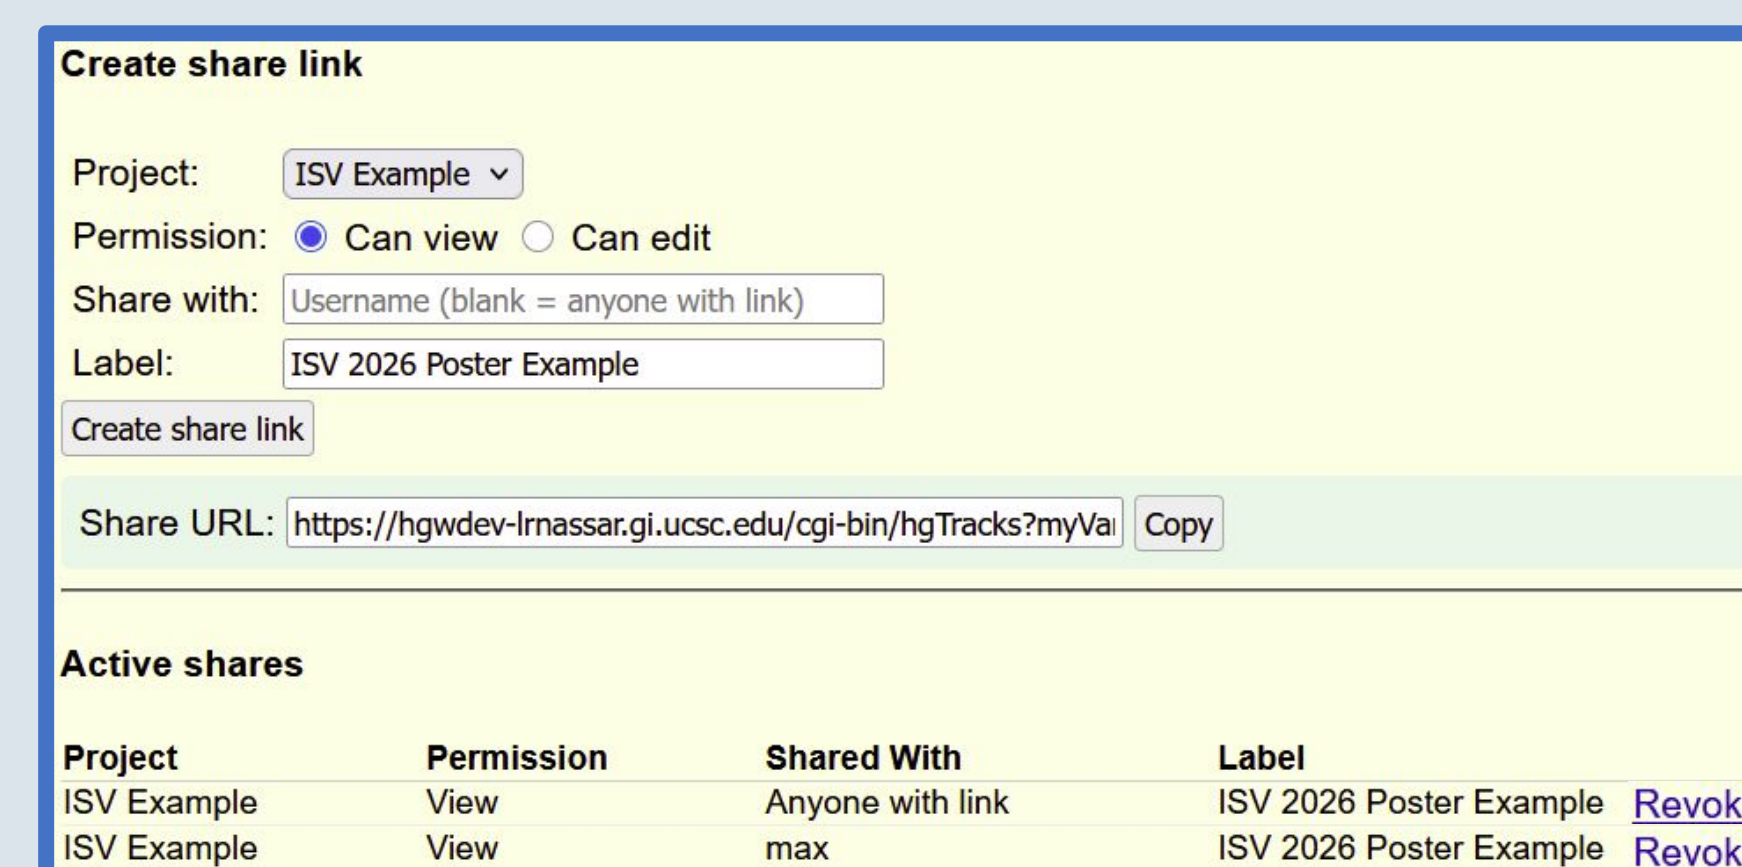 Create share link
Project: ISV Example
Permission: Can view Can edit
Share with: Username (blank = anyone with link)
Label: ISV 2026 Poster Example
Create share link
Share URL: https://hgwdev-lrnassar.gi.ucsc.edu/cgi-bin/hgTracks?myVa Copy
Active shares
Project Permission Shared With Label
ISV Example View Anyone with link ISV 2026 Poster Example Revok
ISV Example View max ISV 2026 Poster Example Revok